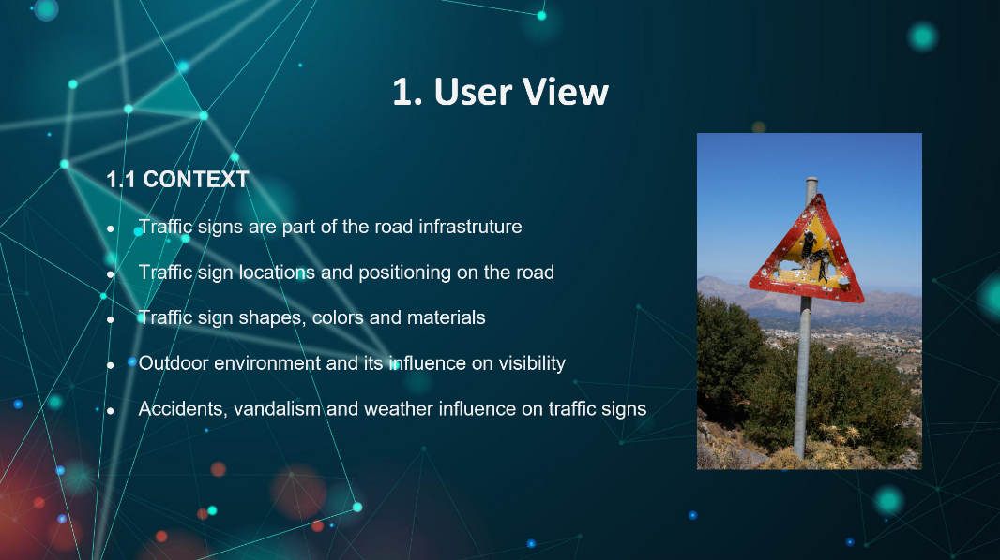 1. User View
1.1 CONTEXT
● Traffic signs are part of the road infrastruture
● Traffic sign locations and positioning on the road
● Traffic sign shapes, colors and materials
● Outdoor environment and its influence on visibility
● Accidents, vandalism and weather influence on traffic signs